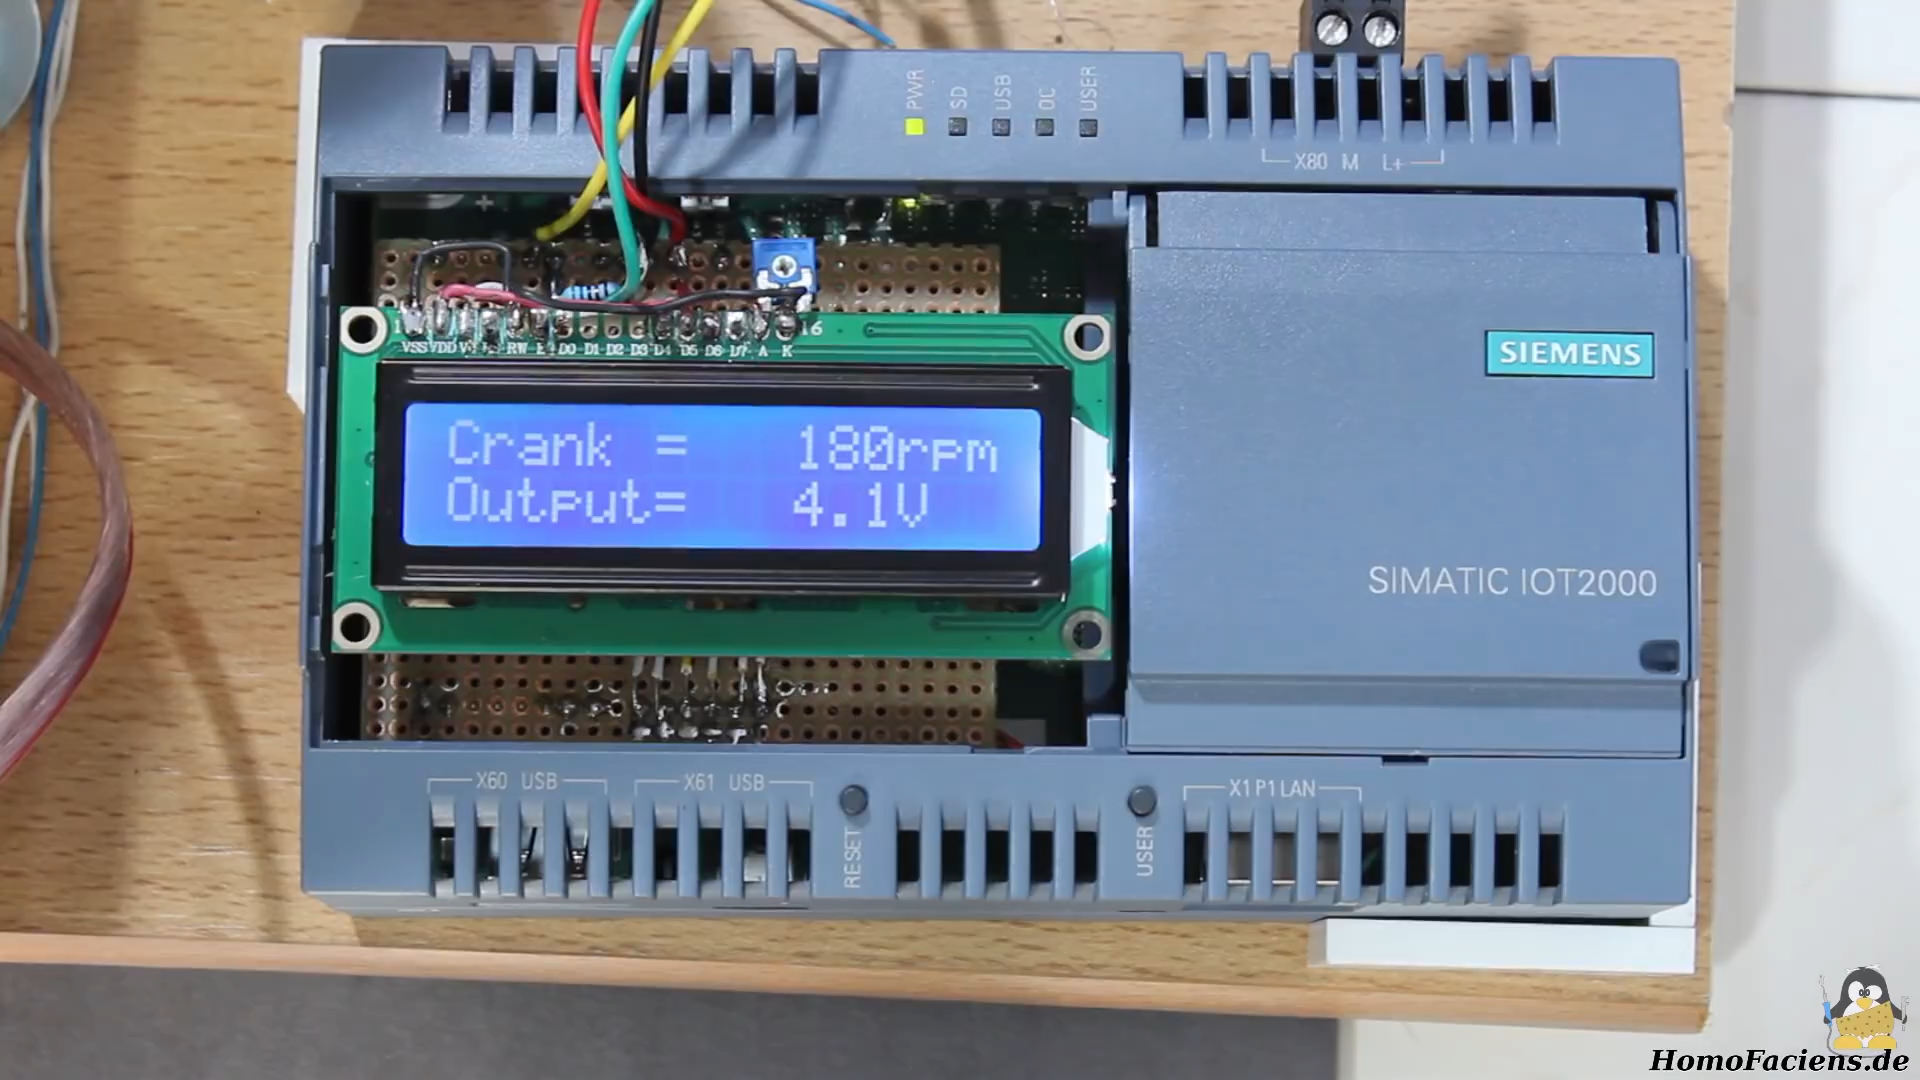 PWR SD USB OC USER
X80 M L+
16
VSS VDD RW E D0 D1 D2 D3 D4 D5 D6 D7 A K
SIEMENS
Crank = 180rpm
Output= 4.1V
SIMATIC IOT2000
X60 USB X61 USB X1 P1 LAN
RESET USER
HomoFaciens.de